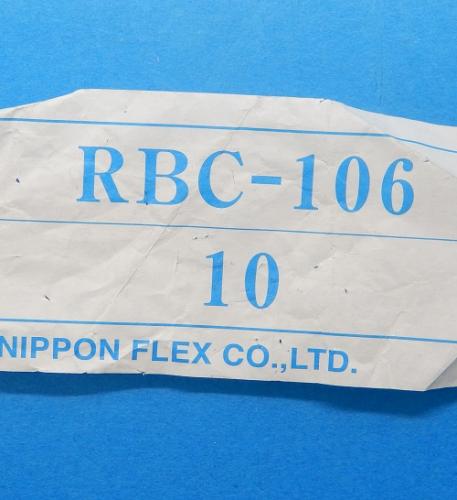 RBC-106
10
NIPPON FLEX CO.,LTD.